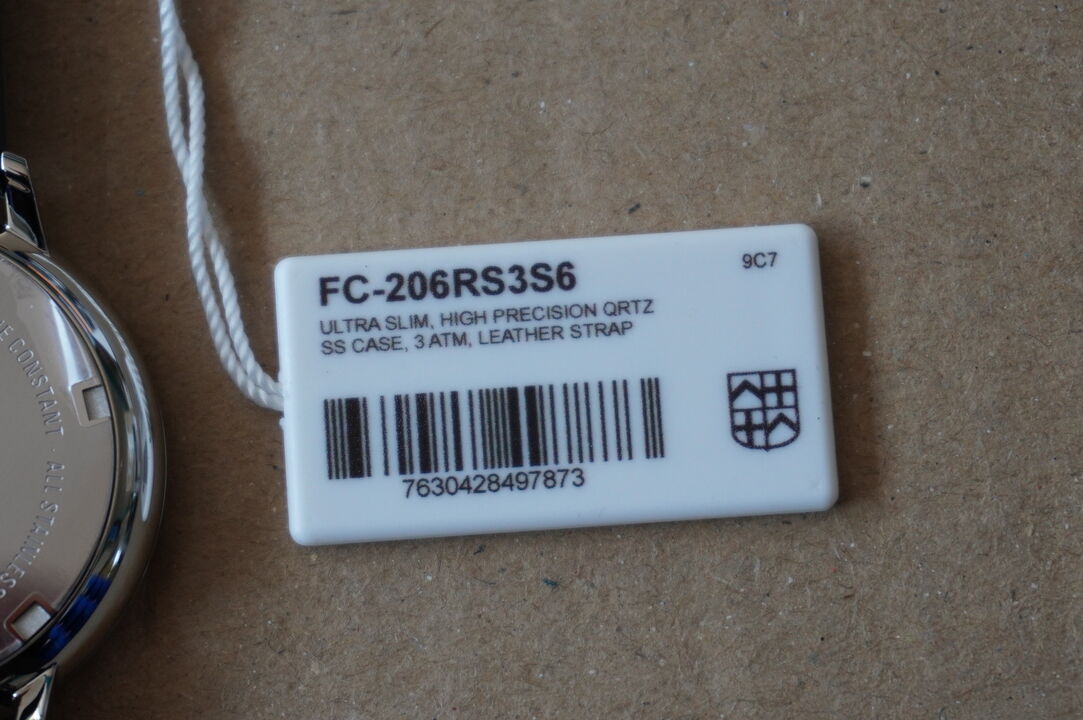 FC-206RS3S6
9C7
ULTRA SLIM, HIGH PRECISION QRTZ
SS CASE, 3 ATM, LEATHER STRAP
7630428497873
CONSTANT ALL STAINLESS